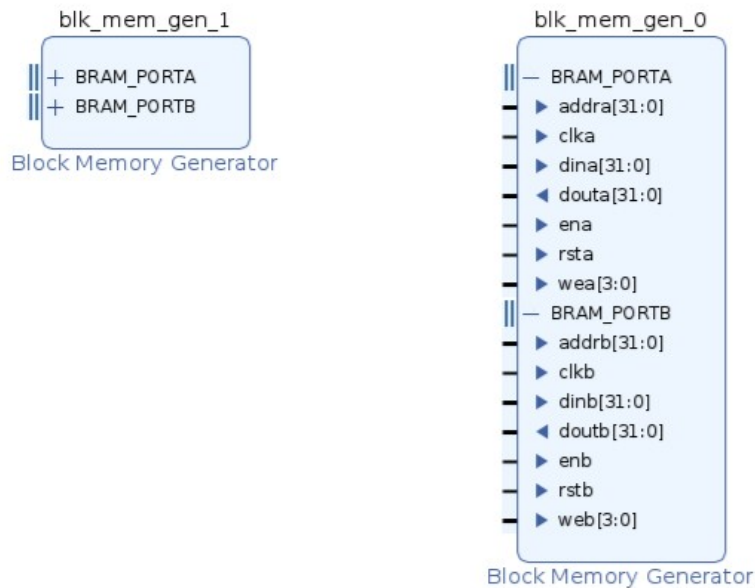 blk_mem_gen_1
BRAM_PORTA
BRAM_PORTB
Block Memory Generator
blk_mem_gen_0
BRAM_PORTA
addra[31:0]
clka
dina[31:0]
douta[31:0]
ena
rsta
wea[3:0]
BRAM_PORTB
addrb[31:0]
clkb
dinb[31:0]
doutb[31:0]
enb
rstb
web[3:0]
Block Memory Generator